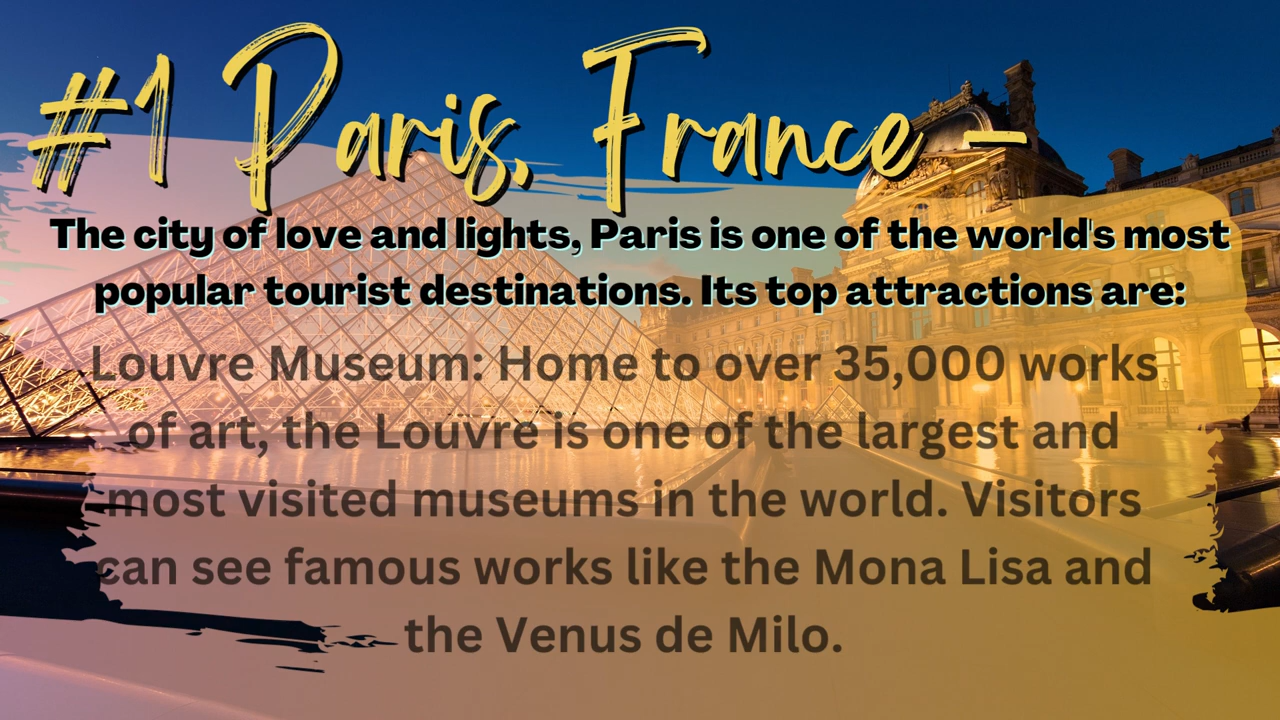 #1 Paris, France -
The city of love and lights, Paris is one of the world's most
popular tourist destinations. Its top attractions are:
Louvre Museum: Home to over 35,000 works
of art, the Louvre is one of the largest and
most visited museums in the world. Visitors
can see famous works like the Mona Lisa and
the Venus de Milo.